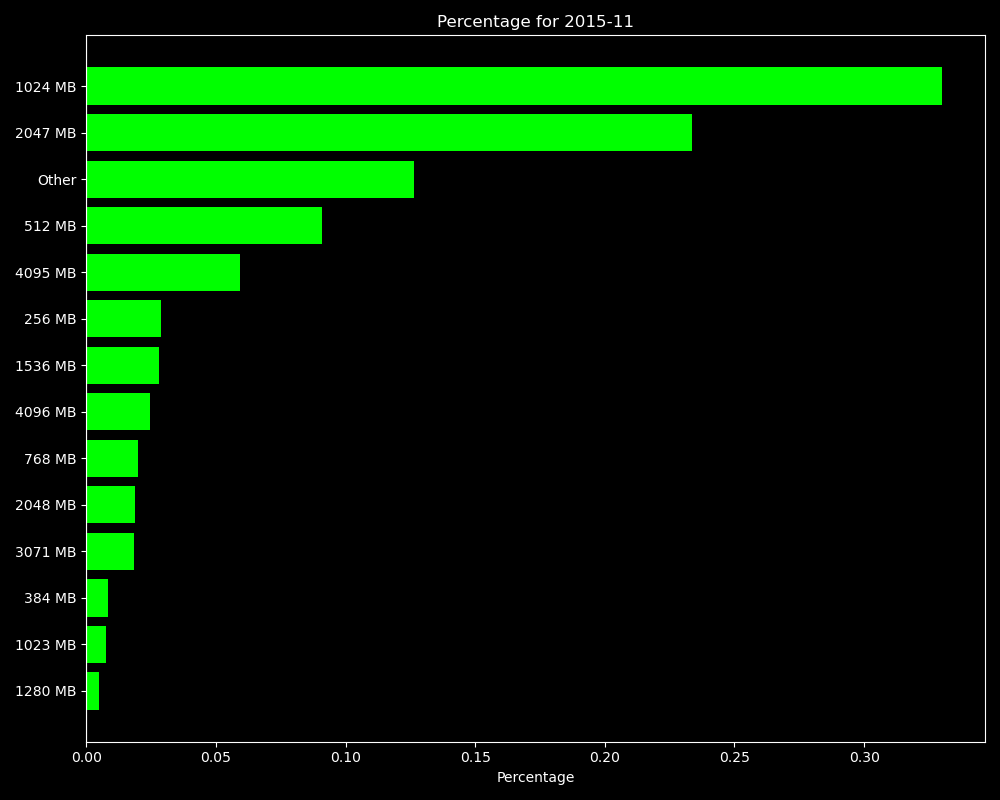 Percentage for 2015-11
1024 MB
2047 MB
Other
512 MB
4095 MB
256 MB
1536 MB
4096 MB
768 MB
2048 MB
3071 MB
384 MB
1023 MB
1280 MB
0.00 0.05 0.10 0.15 0.20 0.25 0.30
Percentage